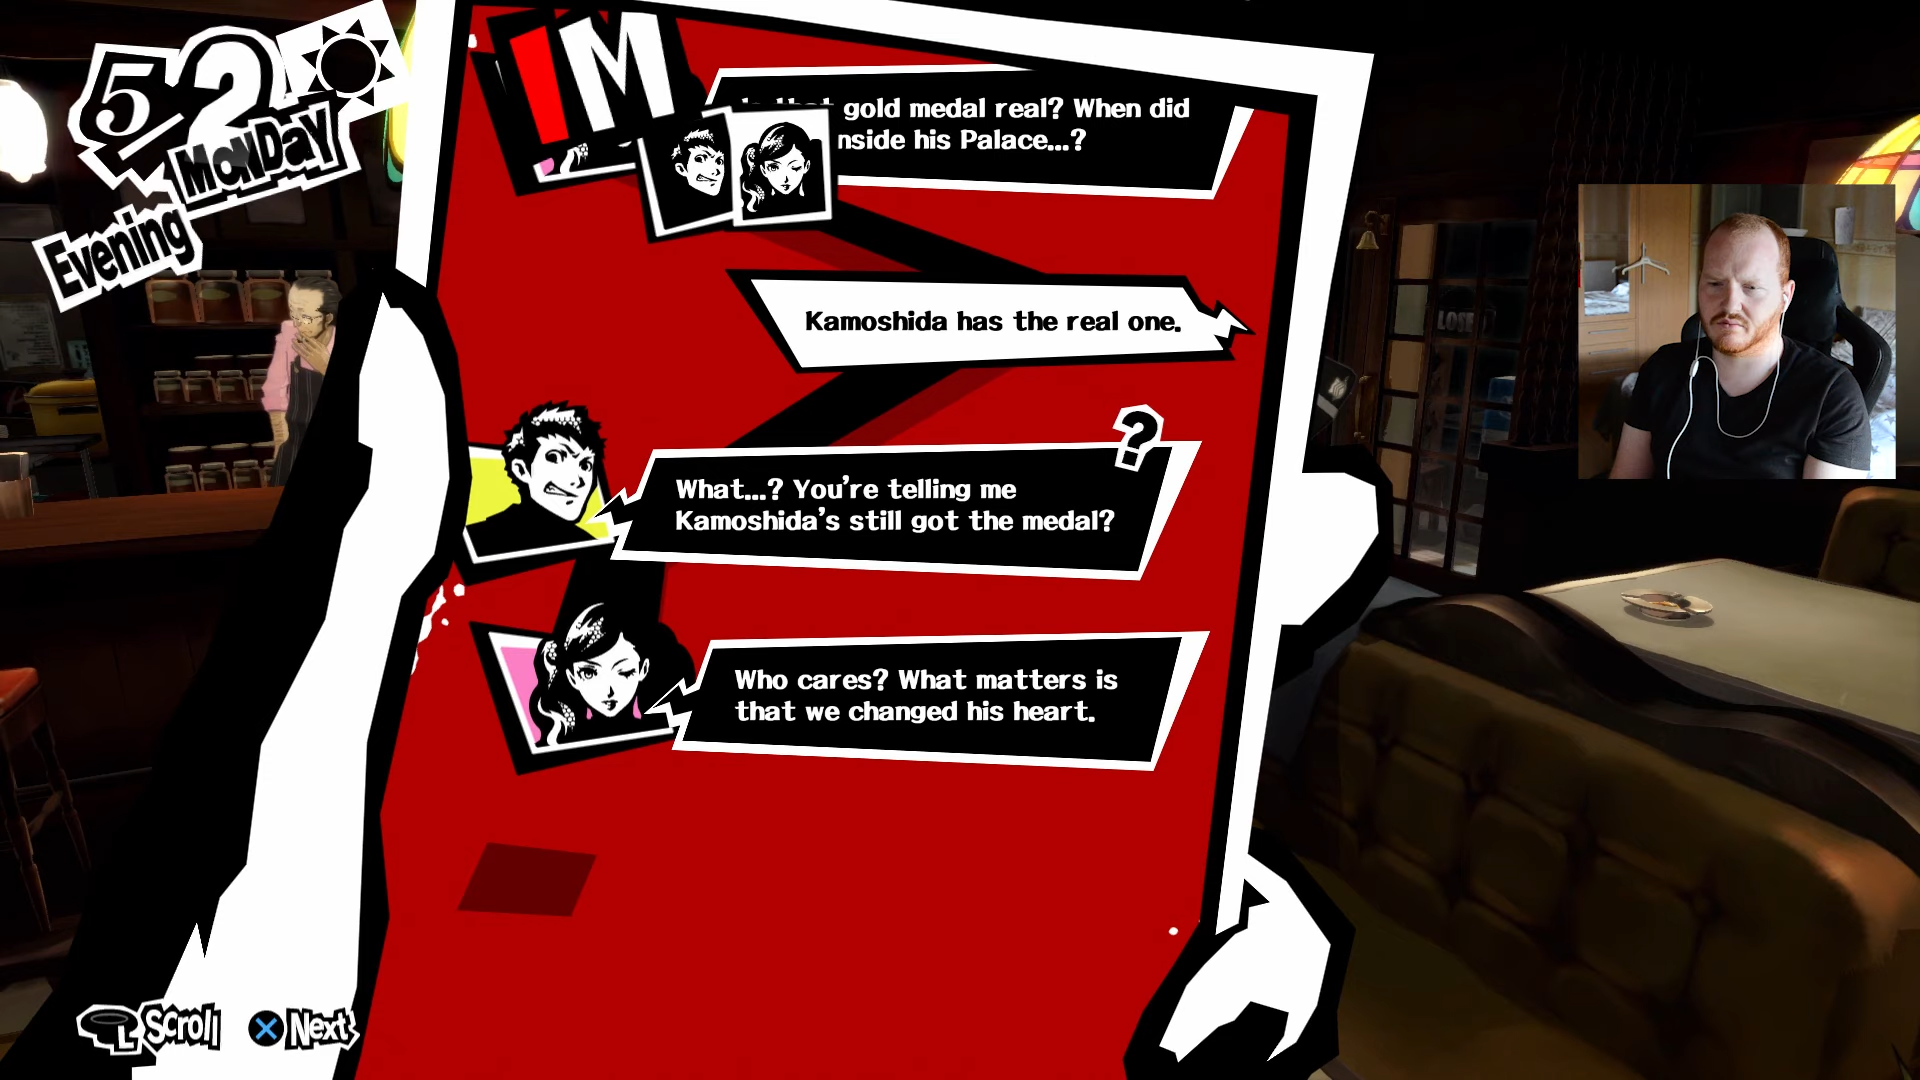 5/2
MONDAY
Evening
IM
gold medal real? When did
nside his Palace...?
Kamoshida has the real one.
?
What...? You're telling me
Kamoshida's still got the medal?
Who cares? What matters is
that we changed his heart.
L Scroll
Next